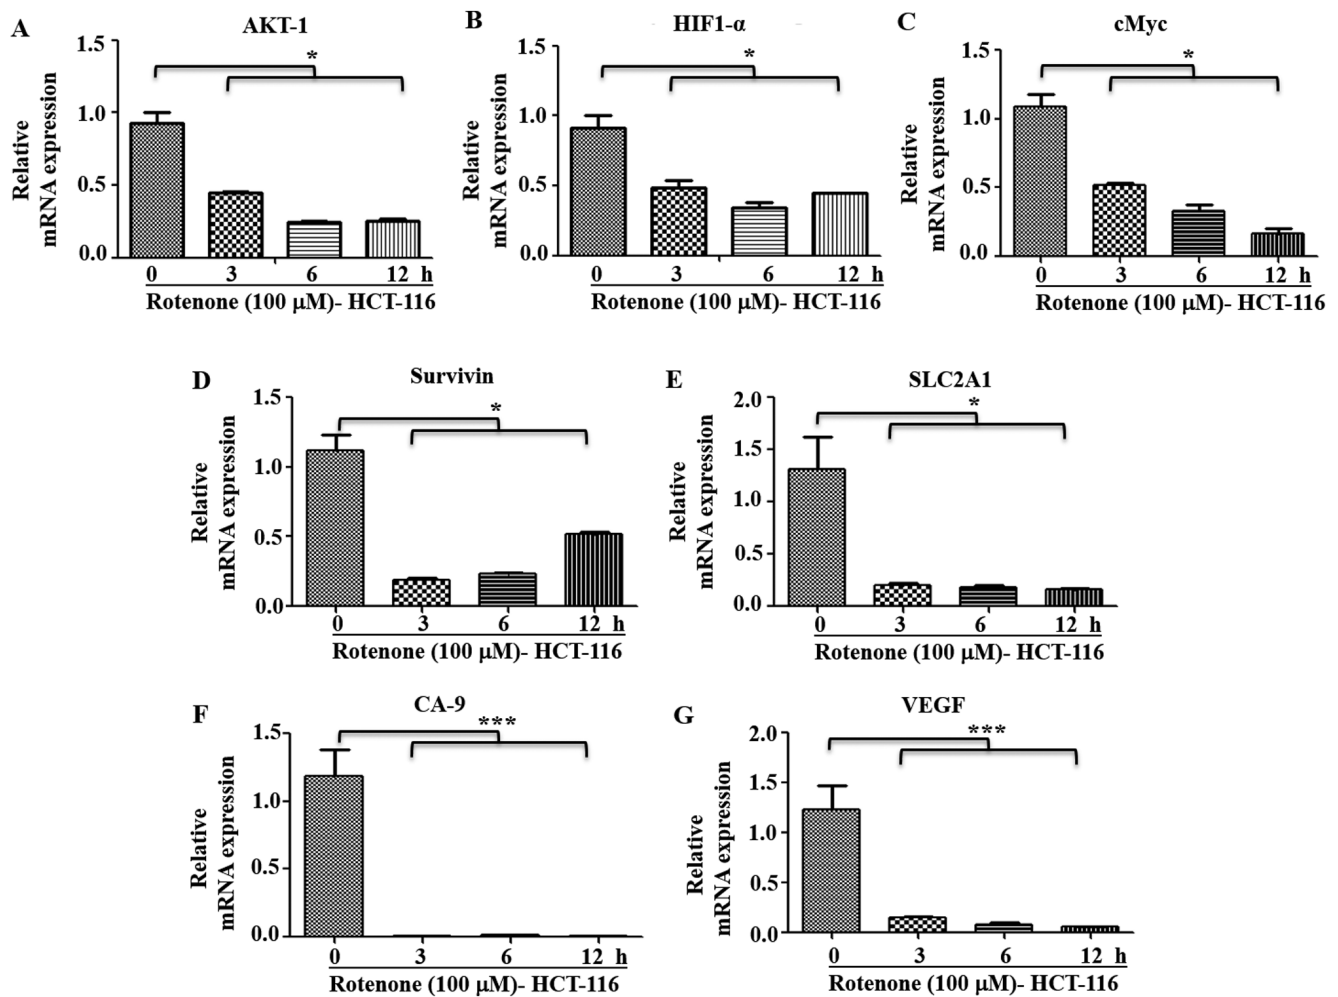 A
AKT-1
*
Relative
mRNA expression
1.5
1.0
0.5
0.0
0 3 6 12 h
Rotenone (100 μM)- HCT-116
B
HIF1-α
*
Relative
mRNA expression
1.5
1.0
0.5
0.0
0 3 6 12 h
Rotenone (100 μM)- HCT-116
C
cMyc
*
Relative
mRNA expression
1.5
1.0
0.5
0.0
0 3 6 12 h
Rotenone (100 μM)- HCT-116
D
Survivin
*
Relative
mRNA expression
1.5
1.0
0.5
0.0
0 3 6 12 h
Rotenone (100 μM)- HCT-116
E
SLC2A1
*
Relative
mRNA expression
2.0
1.5
1.0
0.5
0.0
0 3 6 12 h
Rotenone (100 μM)- HCT-116
F
CA-9
***
Relative
mRNA expression
1.5
1.0
0.5
0.0
0 3 6 12 h
Rotenone (100 μM)- HCT-116
G
VEGF
***
Relative
mRNA expression
2.0
1.5
1.0
0.5
0.0
0 3 6 12 h
Rotenone (100 μM)- HCT-116